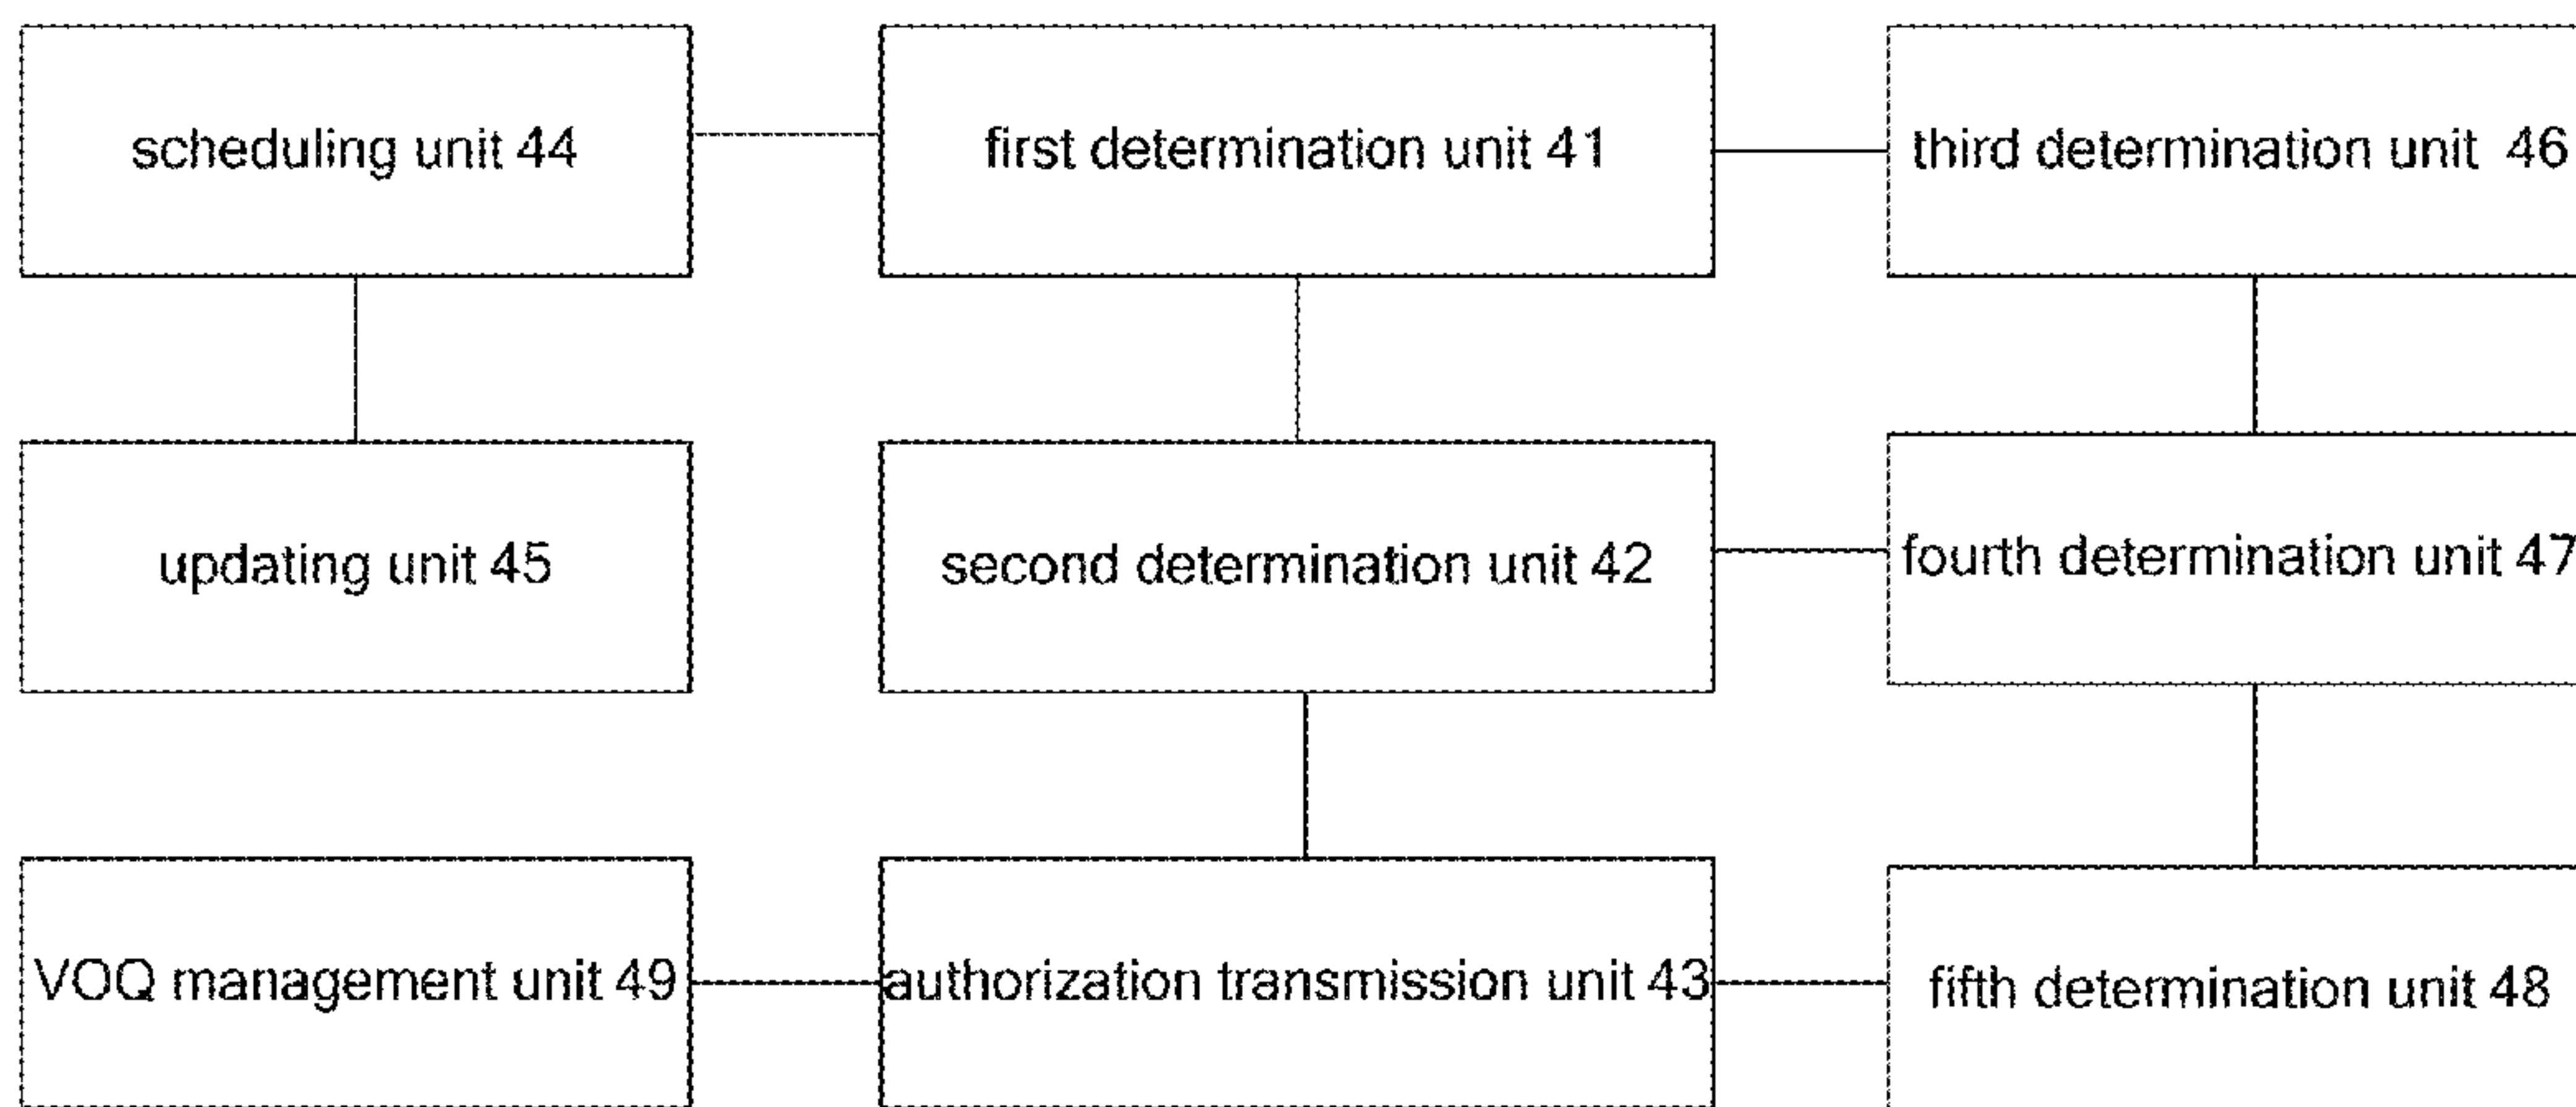 scheduling unit 44
first determination unit 41
third determination unit 46
updating unit 45
second determination unit 42
fourth determination unit 47
VOQ management unit 49
authorization transmission unit 43
fifth determination unit 48